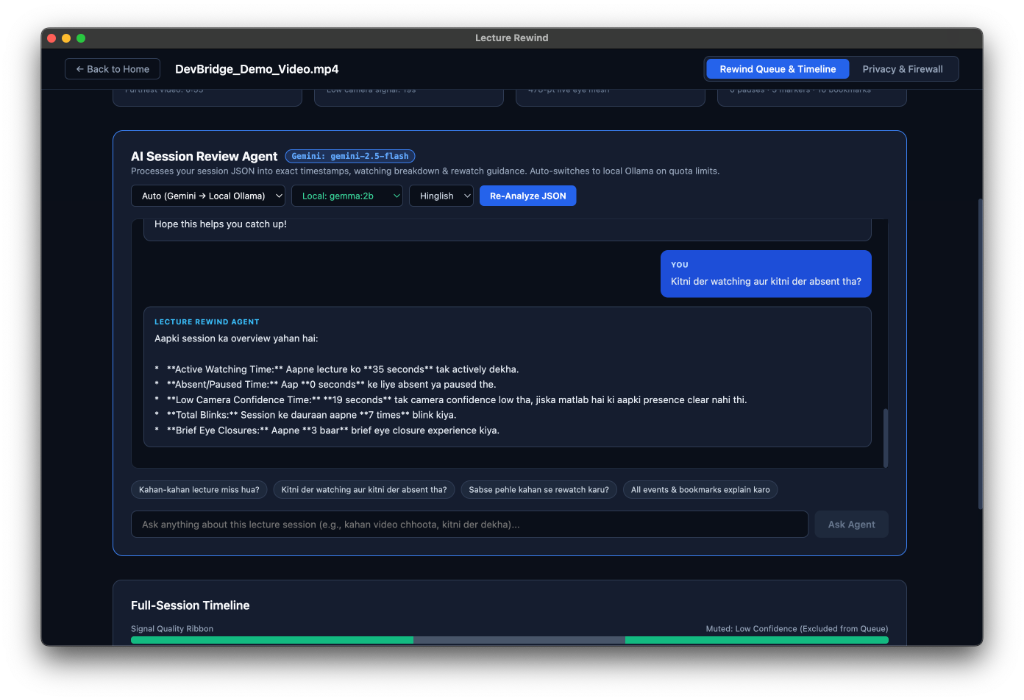 Lecture Rewind
← Back to Home
DevBridge_Demo_Video.mp4
Rewind Queue & Timeline
Privacy & Firewall
AI Session Review Agent
Gemini: gemini-2.5-flash
Processes your session JSON into exact timestamps, watching breakdown & rewatch guidance. Auto-switches to local Ollama on quota limits.
Auto (Gemini → Local Ollama)
Local: gemma:2b
Hinglish
Re-Analyze JSON
Hope this helps you catch up!
YOU
Kitni der watching aur kitni der absent tha?
LECTURE REWIND AGENT
Aapki session ka overview yahan hai:
* **Active Watching Time:** Aapne lecture ko **35 seconds** tak actively dekha.
* **Absent/Paused Time:** Aap **0 seconds** ke liye absent ya paused the.
* **Low Camera Confidence Time:** **19 seconds** tak camera confidence low tha, jiska matlab hai ki aapki presence clear nahi thi.
* **Total Blinks:** Session ke dauraan aapne **7 times** blink kiya.
* **Brief Eye Closures:** Aapne **3 baar** brief eye closure experience kiya.
Kahan-kahan lecture miss hua?
Kitni der watching aur kitni der absent tha?
Sabse pehle kahan se rewatch karu?
All events & bookmarks explain karo
Ask anything about this lecture session (e.g., kahan video chhoota, kitni der dekha)...
Ask Agent
Full-Session Timeline
Signal Quality Ribbon
Muted: Low Confidence (Excluded from Queue)